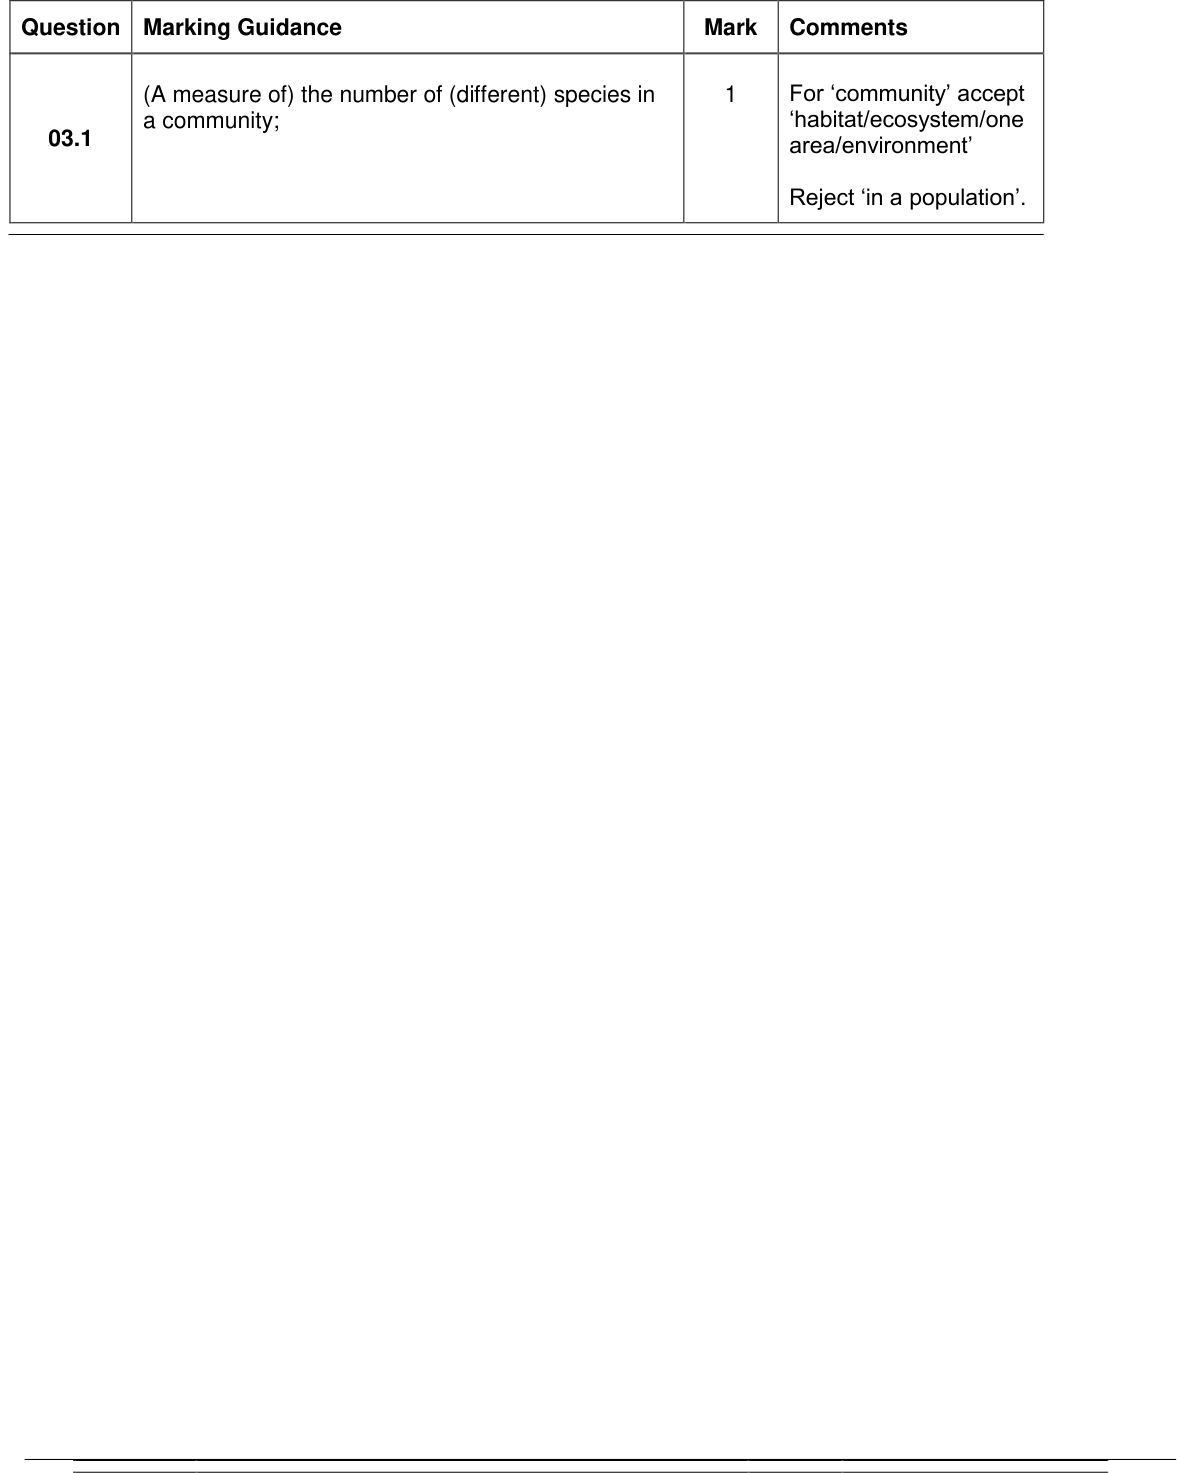 Question Marking Guidance Mark Comments
03.1
(A measure of) the number of (different) species in
a community;
1
For ‘community’ accept
‘habitat/ecosystem/one
area/environment’
Reject ‘in a population’.